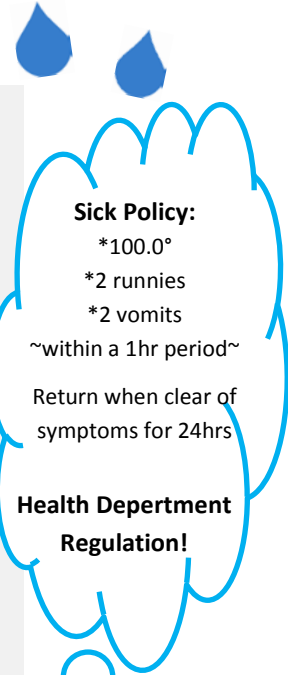 Sick Policy:
*100.0°
*2 runnies
*2 vomits
~within a 1hr period~
Return when clear of
symptoms for 24hrs
Health Depertment
Regulation!